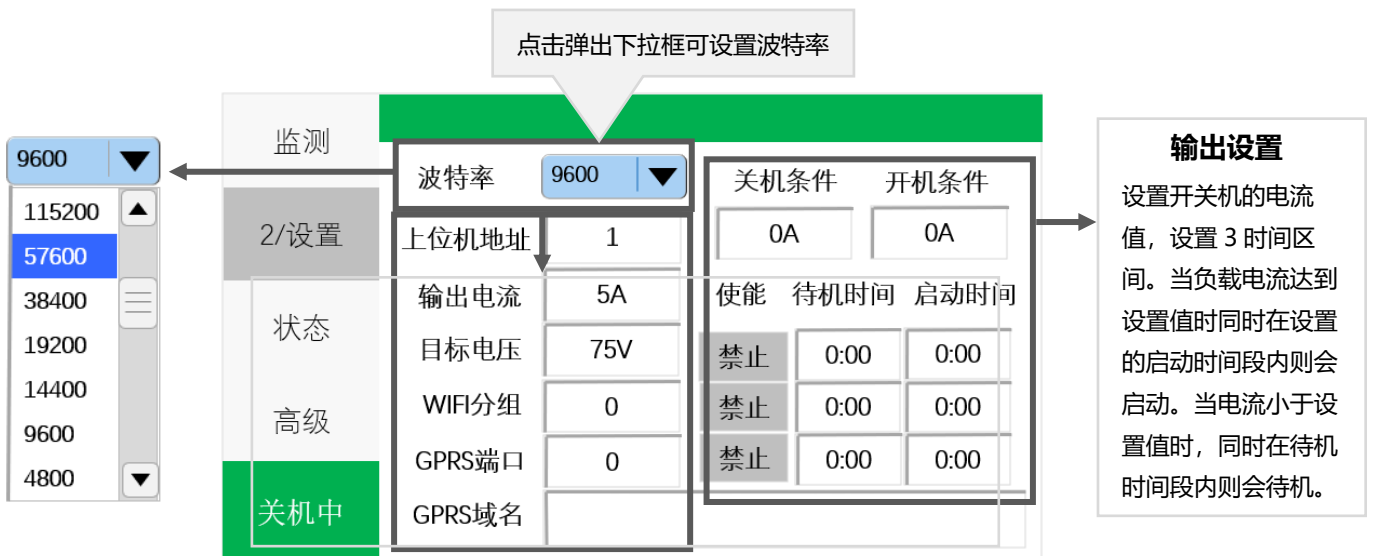 点击弹出下拉框可设置波特率
9600
115200
57600
38400
19200
14400
9600
4800
监测
2/设置
状态
高级
关机中
波特率 9600
上位机地址 1
输出电流 5A
目标电压 75V
WIFI分组 0
GPRS端口 0
GPRS域名
关机条件 开机条件
0A 0A
使能 待机时间 启动时间
禁止 0:00 0:00
禁止 0:00 0:00
禁止 0:00 0:00
输出设置
设置开关机的电流
值，设置 3 时间区
间。当负载电流达到
设置值时同时在设置
的启动时间段内则会
启动。当电流小于设
置值时，同时在待机
时间段内则会待机。